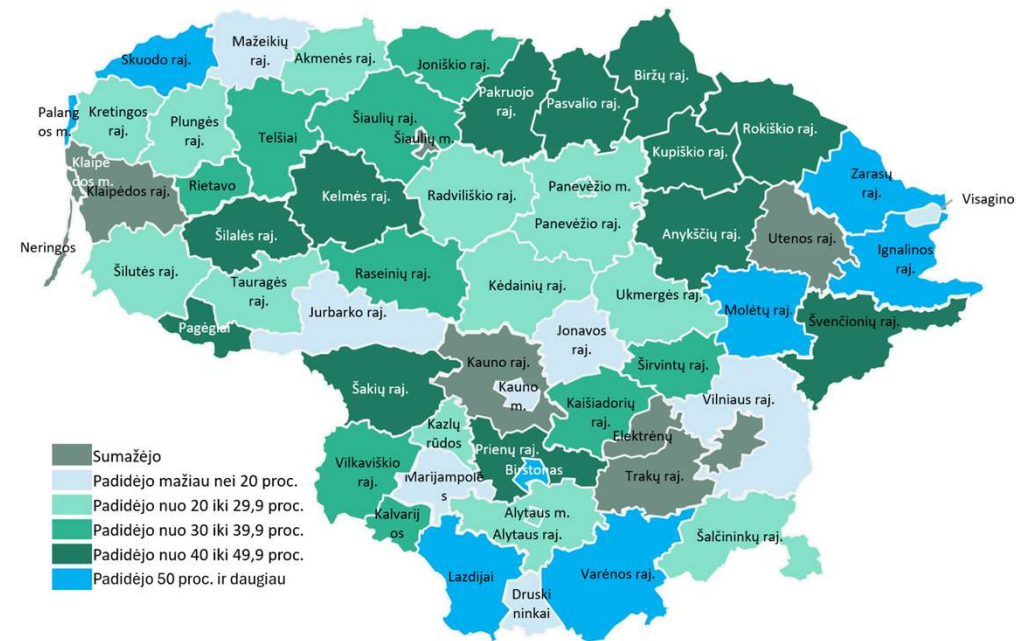 Mažeikių
raj.
Skuodo raj.
Akmenės
raj.
Joniškio raj.
Biržų raj.
Pakruojo
raj.
Pasvalio raj.
Palang
os m.
Kretingos
raj.
Plungės
raj.
Telšiai
Šiaulių raj.
Šiaulių m.
Rokiškio raj.
Kupiškio raj.
Klaipė
dos m.
Klaipėdos raj.
Rietavo
Kelmės raj.
Radviliškio raj.
Panevėžio m.
Panevėžio raj.
Zarasų
raj.
Visagino
Neringos
Šilalės raj.
Anykščių raj.
Utenos raj.
Ignalinos
raj.
Šilutės raj.
Tauragės
raj.
Raseinių raj.
Kėdainių raj.
Ukmergės raj.
Molėtų raj.
Švenčionių raj.
Pagėgiai
Jurbarko raj.
Jonavos
raj.
Kauno raj.
Kauno
m.
Širvintų raj.
Šakių raj.
Kaišiadorių
raj.
Vilniaus raj.
Kazlų
rūdos
Prienų raj.
Birštonas
Elektrėnų
Trakų raj.
Vilkaviškio
raj.
Marijampolė
s
Kalvarij
os
Alytaus m.
Alytaus raj.
Šalčininkų raj.
Lazdijai
Varėnos raj.
Druski
ninkai
Sumažėjo
Padidėjo mažiau nei 20 proc.
Padidėjo nuo 20 iki 29,9 proc.
Padidėjo nuo 30 iki 39,9 proc.
Padidėjo nuo 40 iki 49,9 proc.
Padidėjo 50 proc. ir daugiau